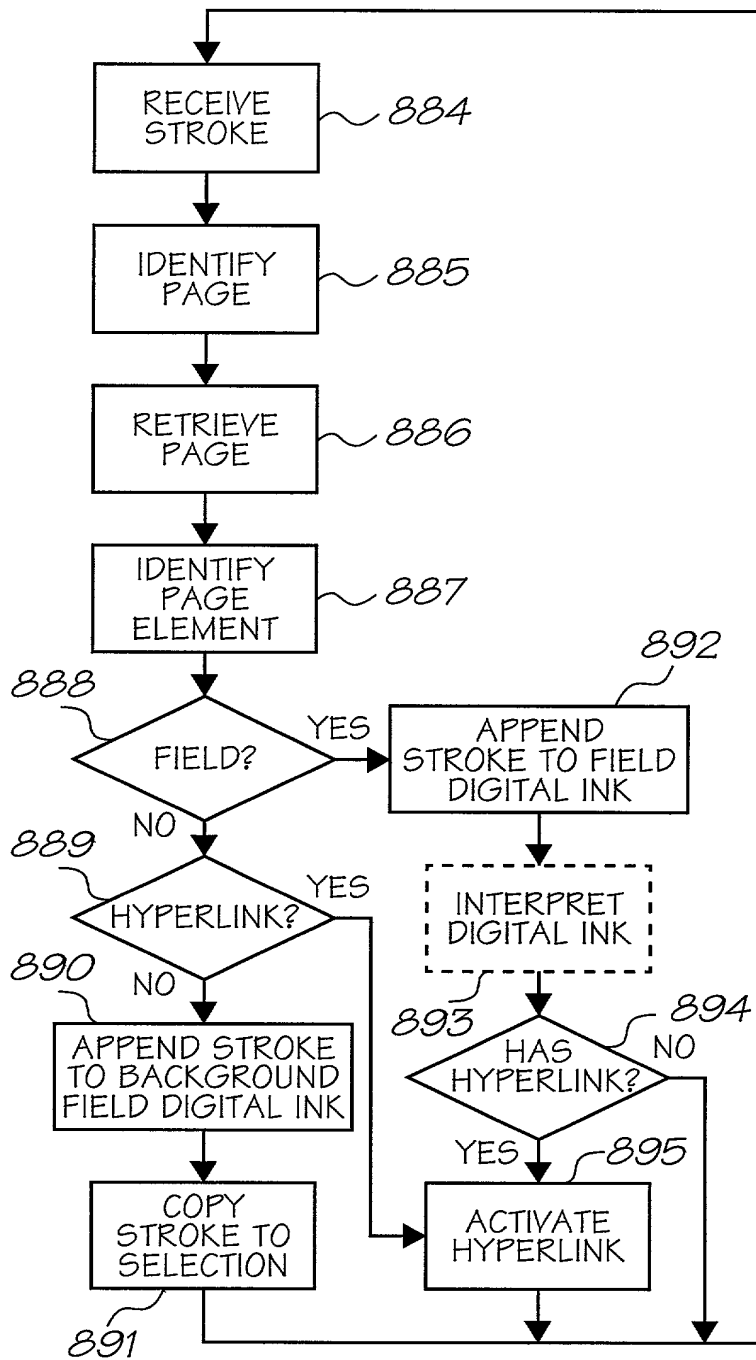 RECEIVE
STROKE
884
IDENTIFY
PAGE
885
RETRIEVE
PAGE
886
IDENTIFY
PAGE
ELEMENT
887
888
FIELD?
YES
NO
892
APPEND
STROKE TO FIELD
DIGITAL INK
889
HYPERLINK?
YES
NO
INTERPRET
DIGITAL INK
893
890
APPEND STROKE
TO BACKGROUND
FIELD DIGITAL INK
894
HAS
HYPERLINK?
NO
YES
895
COPY
STROKE TO
SELECTION
891
ACTIVATE
HYPERLINK